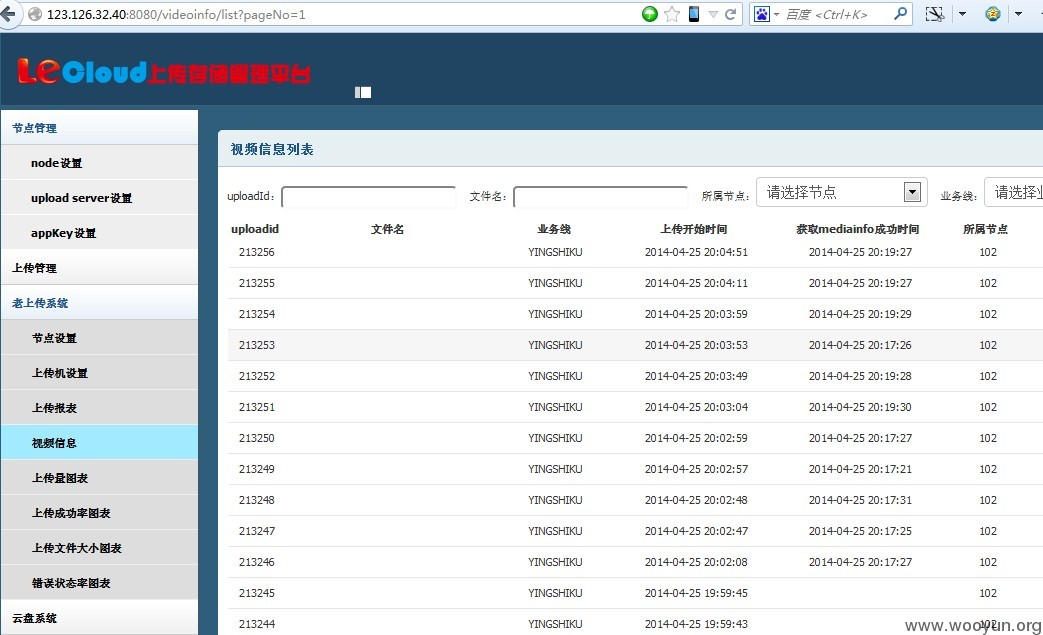 123.126.32.40:8080/videoinfo/list?pageNo=1
百度 <Ctrl+K>
LeCloud上传存储管理平台
节点管理
node设置
upload server设置
appKey设置
上传管理
老上传系统
节点设置
上传机设置
上传报表
视频信息
上传量图表
上传成功率图表
上传文件大小图表
错误状态率图表
云盘系统
视频信息列表
uploadId: 文件名: 所属节点: 请选择节点 业务线: 请选择业
uploadid 文件名 业务线 上传开始时间 获取mediainfo成功时间 所属节点
213256 YINGSHIKU 2014-04-25 20:04:51 2014-04-25 20:19:27 102
213255 YINGSHIKU 2014-04-25 20:04:11 2014-04-25 20:19:27 102
213254 YINGSHIKU 2014-04-25 20:03:59 2014-04-25 20:19:29 102
213253 YINGSHIKU 2014-04-25 20:03:53 2014-04-25 20:17:26 102
213252 YINGSHIKU 2014-04-25 20:03:49 2014-04-25 20:19:28 102
213251 YINGSHIKU 2014-04-25 20:03:04 2014-04-25 20:19:30 102
213250 YINGSHIKU 2014-04-25 20:02:59 2014-04-25 20:17:27 102
213249 YINGSHIKU 2014-04-25 20:02:57 2014-04-25 20:17:21 102
213248 YINGSHIKU 2014-04-25 20:02:48 2014-04-25 20:17:31 102
213247 YINGSHIKU 2014-04-25 20:02:47 2014-04-25 20:17:25 102
213246 YINGSHIKU 2014-04-25 20:02:08 2014-04-25 20:17:27 102
213245 YINGSHIKU 2014-04-25 19:59:45 102
213244 YINGSHIKU 2014-04-25 19:59:43 102
www.wooyun.org